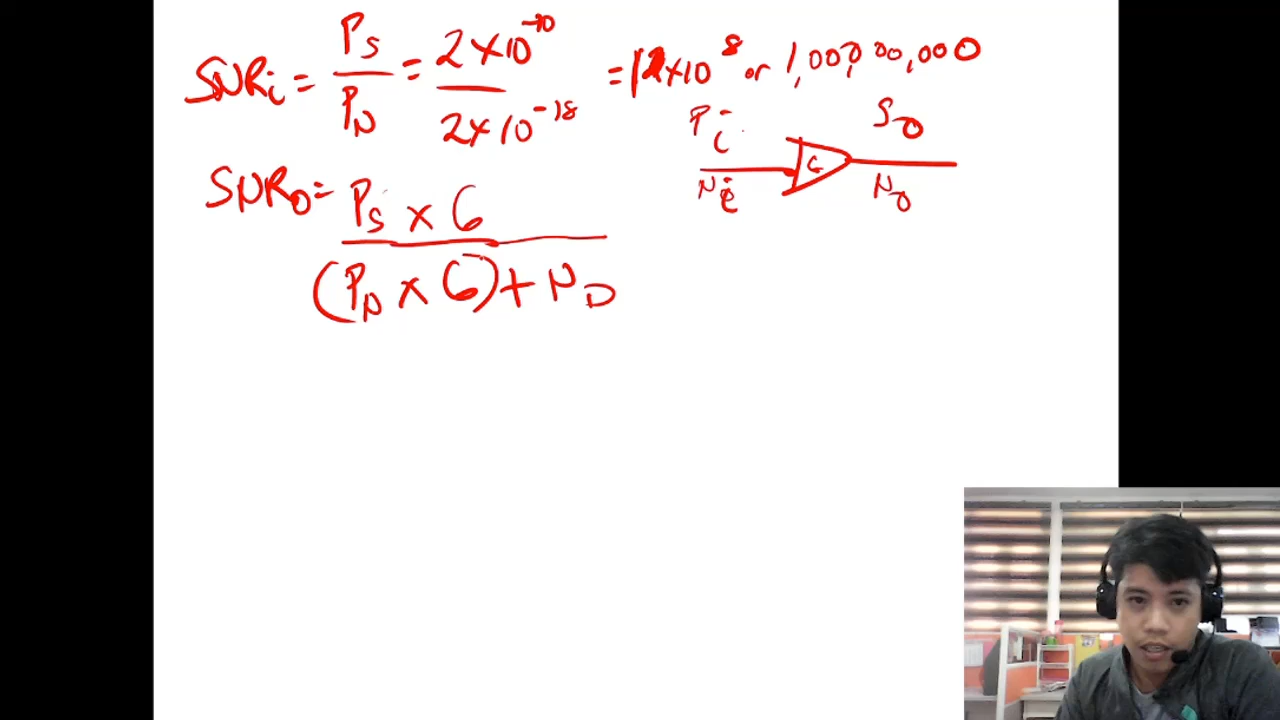 SNRi = Ps / PN = 2×10^-10 / 2×10^-18 = 1×10^8 or 1,00,000,000
Pi So
Ni G No
SNRo = Ps × G / (PN × G) + ND